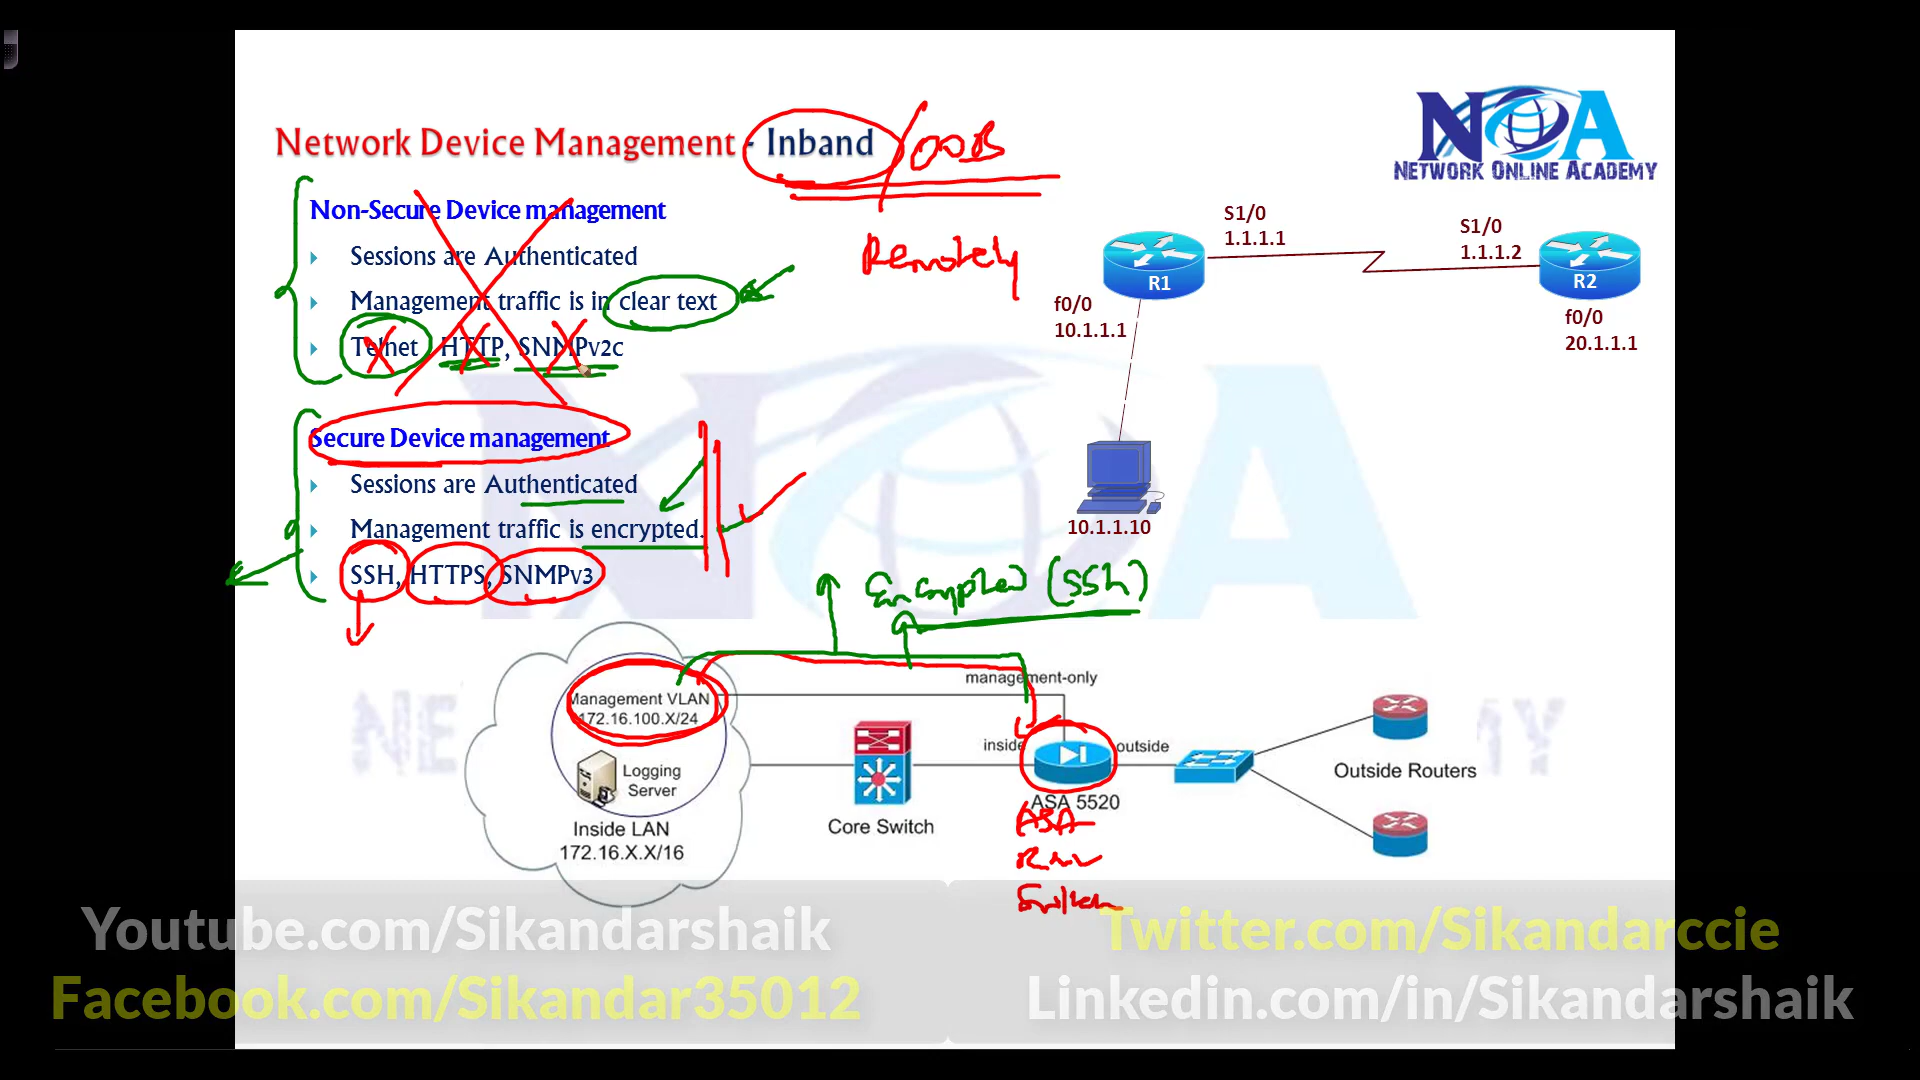 Network Device Management - Inband / OOB
Non-Secure Device management
Sessions are Authenticated
Management traffic is in clear text
Telnet HTTP, SNMPv2c
Remotely
Secure Device management
Sessions are Authenticated
Management traffic is encrypted.
SSH, HTTPS, SNMPv3
NOA
NETWORK ONLINE ACADEMY
S1/0
1.1.1.1
S1/0
1.1.1.2
R1
R2
f0/0
10.1.1.1
f0/0
20.1.1.1
10.1.1.10
Encrypted (SSH)
Management VLAN
172.16.100.X/24
management-only
inside
outside
Logging
Server
Inside LAN
172.16.X.X/16
Core Switch
ASA 5520
Outside Routers
ASA
Youtube.com/Sikandarshaik
Twitter.com/Sikandarccie
Facebook.com/Sikandar35012
Linkedin.com/in/Sikandarshaik